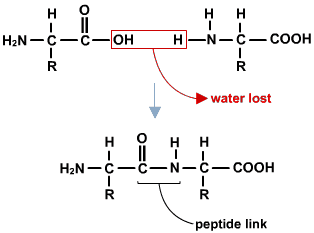 H O H H
H₂N–C–C–OH H–N–C–COOH
R R
water lost
H O H H
H₂N–C–C–N–C–COOH
R R
peptide link